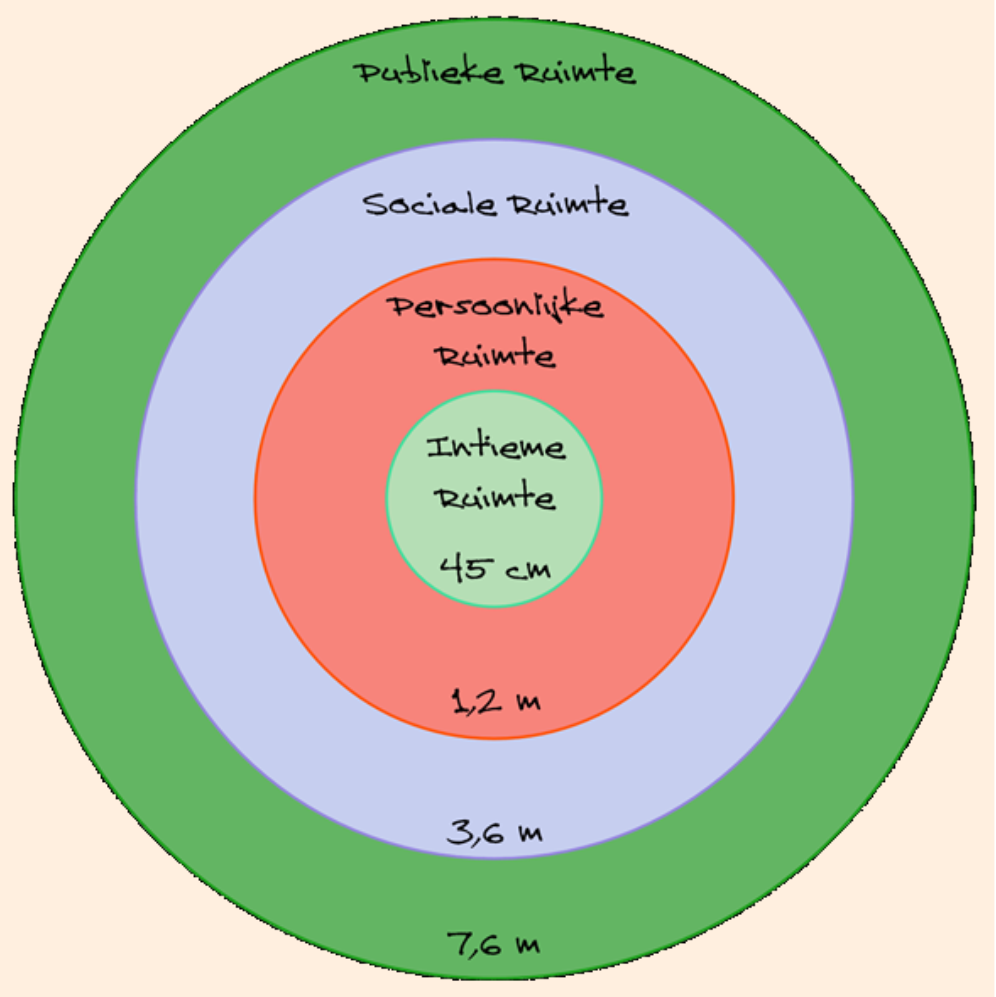 Publieke Ruimte
Sociale Ruimte
Persoonlijke
Ruimte
Intieme
Ruimte
45 cm
1,2 m
3,6 m
7,6 m